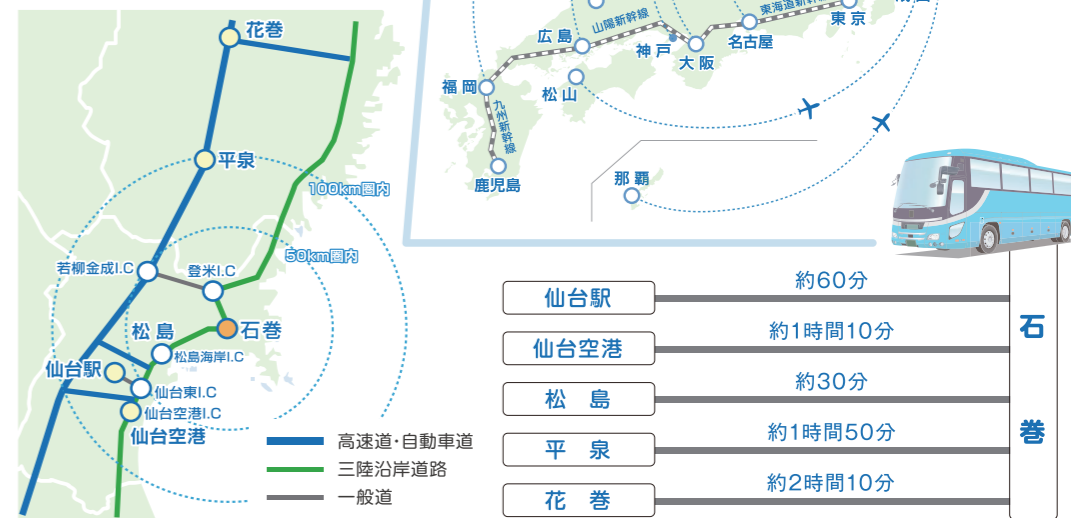 花巻
平泉
100km圏内
50km圏内
若柳金成I.C
登米I.C
石巻
松島
松島海岸I.C
仙台駅
仙台東I.C
仙台空港I.C
仙台空港
高速道・自動車道
三陸沿岸道路
一般道
山陽新幹線
東海道新幹線
東京
広島
神戸
大阪
名古屋
福岡
松山
九州新幹線
鹿児島
那覇
仙台駅
約60分
仙台空港
約1時間10分
松島
約30分
平泉
約1時間50分
花巻
約2時間10分
石巻